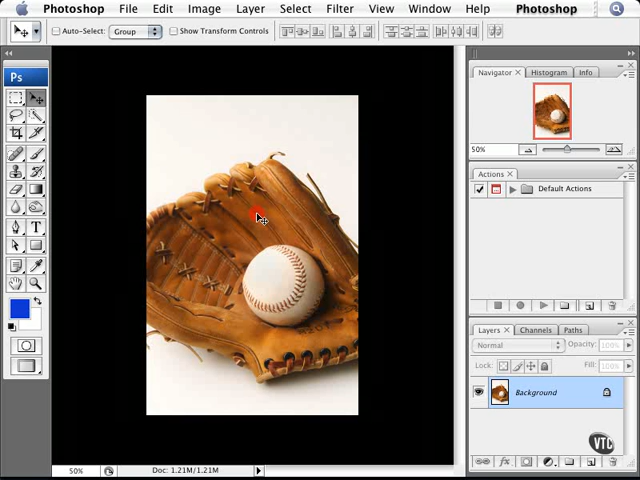 Photoshop File Edit Image Layer Select Filter View Window Help Photoshop
Auto-Select: Group Show Transform Controls
Ps
Navigator × Histogram Info
50%
Actions ×
Default Actions
Layers × Channels Paths
Normal Opacity: 100%
Lock: Fill: 100%
Background
VTC
50% Doc: 1.21M/1.21M